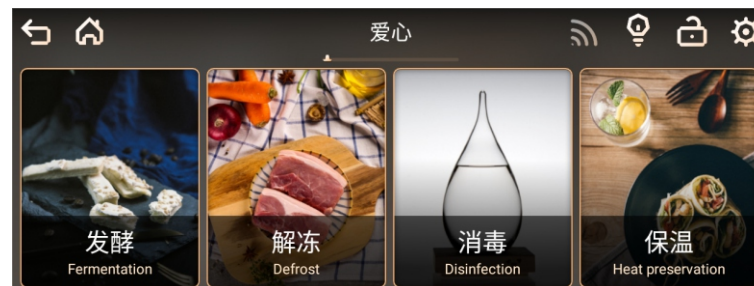 爱心
发酵
Fermentation
解冻
Defrost
消毒
Disinfection
保温
Heat preservation